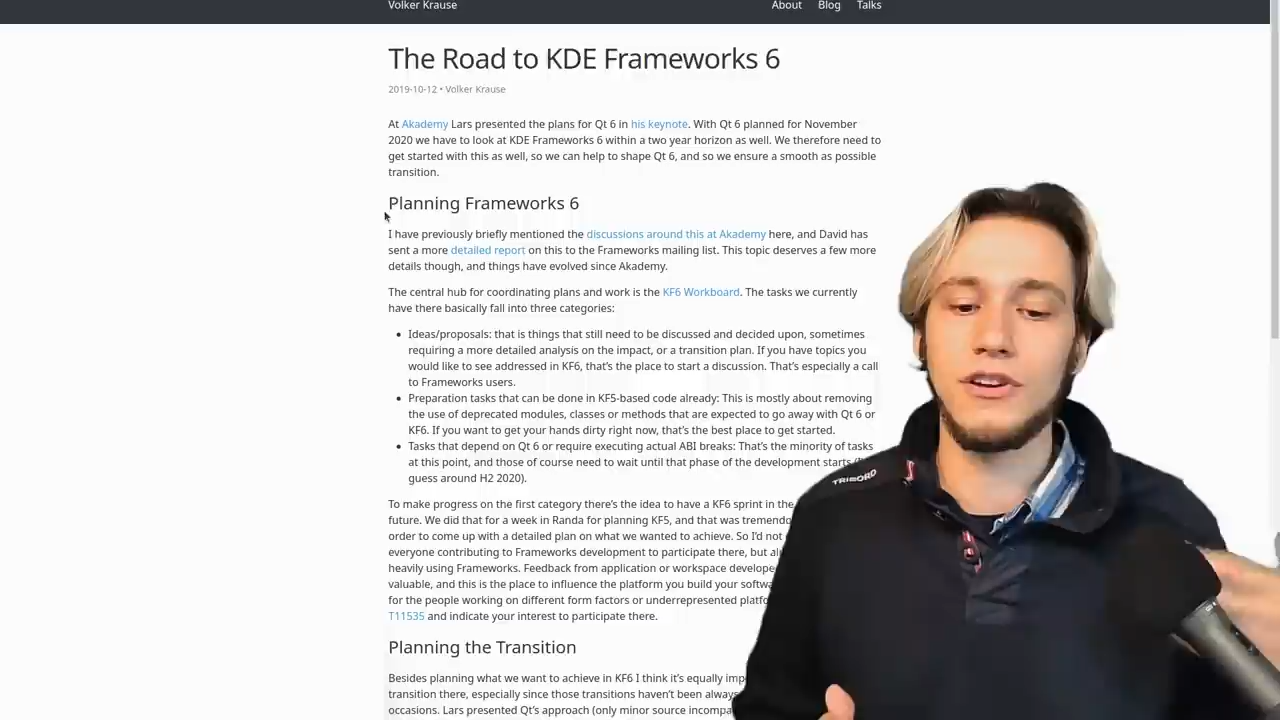 Volker Krause
About Blog Talks
The Road to KDE Frameworks 6
2019-10-12 • Volker Krause
At Akademy Lars presented the plans for Qt 6 in his keynote. With Qt 6 planned for November
2020 we have to look at KDE Frameworks 6 within a two year horizon as well. We therefore need to
get started with this as well, so we can help to shape Qt 6, and so we ensure a smooth as possible
transition.
Planning Frameworks 6
I have previously briefly mentioned the discussions around this at Akademy here, and David has
sent a more detailed report on this to the Frameworks mailing list. This topic deserves a few more
details though, and things have evolved since Akademy.
The central hub for coordinating plans and work is the KF6 Workboard. The tasks we currently
have there basically fall into three categories:
• Ideas/proposals: that is things that still need to be discussed and decided upon, sometimes
requiring a more detailed analysis on the impact, or a transition plan. If you have topics you
would like to see addressed in KF6, that's the place to start a discussion. That's especially a call
to Frameworks users.
• Preparation tasks that can be done in KF5-based code already: This is mostly about removing
the use of deprecated modules, classes or methods that are expected to go away with Qt 6 or
KF6. If you want to get your hands dirty right now, that's the best place to get started.
• Tasks that depend on Qt 6 or require executing actual ABI breaks: That's the minority of tasks
at this point, and those of course need to wait until that phase of the development starts
guess around H2 2020).
To make progress on the first category there's the idea to have a KF6 sprint in the
future. We did that for a week in Randa for planning KF5, and that was
order to come up with a detailed plan on what we wanted to achieve. So I'd not
everyone contributing to Frameworks development to participate there, but
heavily using Frameworks. Feedback from application or workspace
valuable, and this is the place to influence the platform you build your
for the people working on different form factors or underrepresented
T11535 and indicate your interest to participate there.
Planning the Transition
Besides planning what we want to achieve in KF6 I think it's equally
transition there, especially since those transitions haven't been
occasions. Lars presented Qt's approach (only minor source
TRIBORD